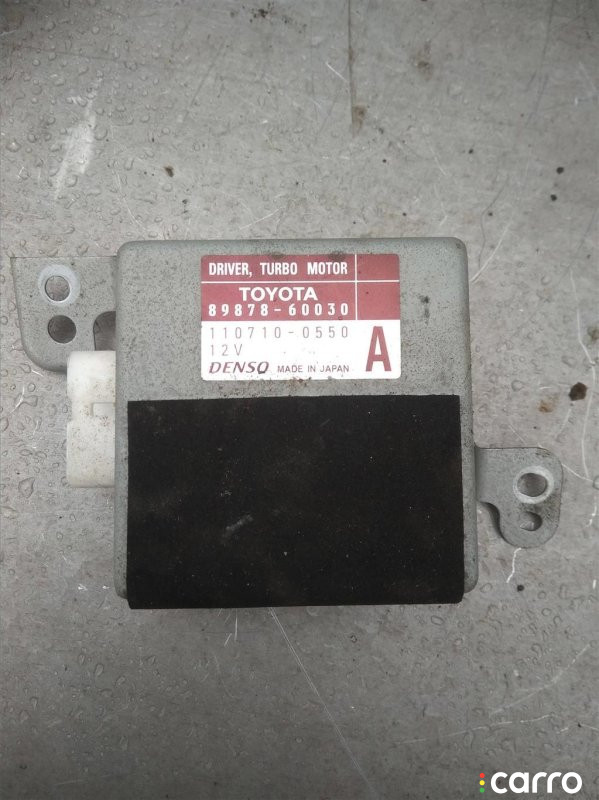 DRIVER, TURBO MOTOR
TOYOTA
89878-60030
110710-0550
12V
A
DENSO MADE IN JAPAN
carro